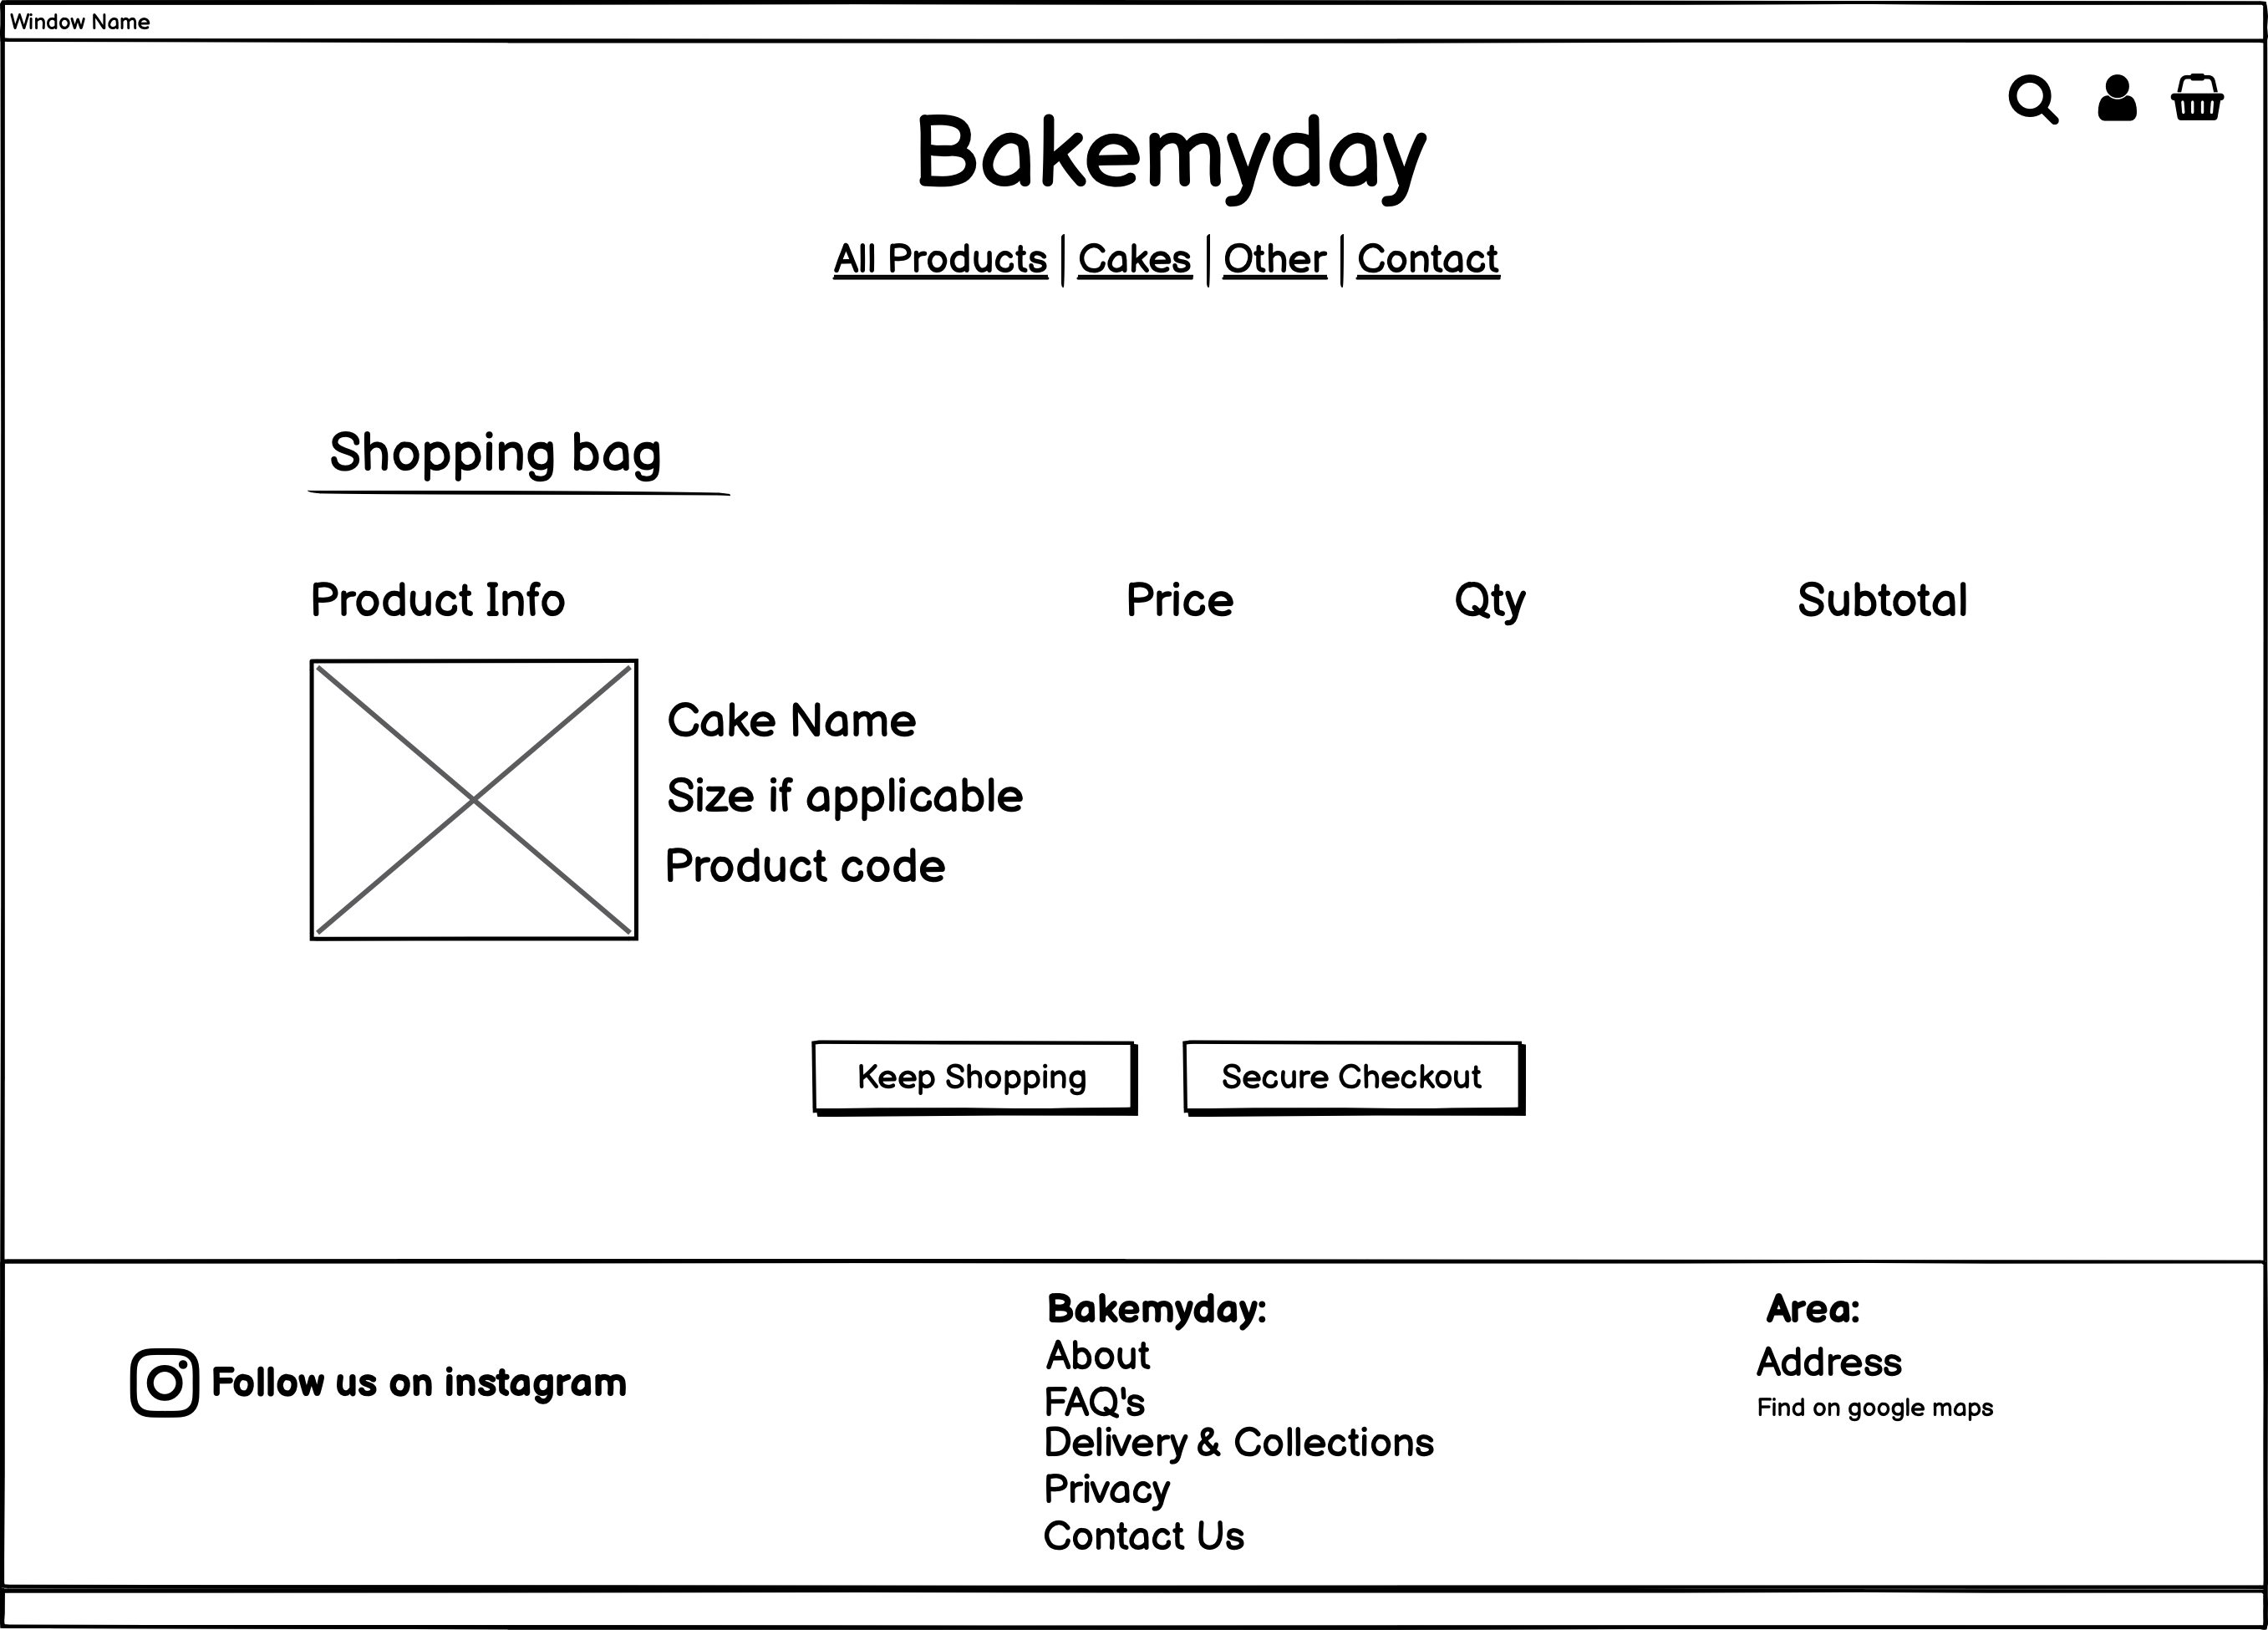 Window Name
Bakemyday
All Products | Cakes | Other | Contact
Shopping bag
Product Info Price Qty Subtotal
Cake Name
Size if applicable
Product code
Keep Shopping Secure Checkout
Follow us on instagram
Bakemyday:
About
FAQ's
Delivery & Collections
Privacy
Contact Us
Area:
Address
Find on google maps